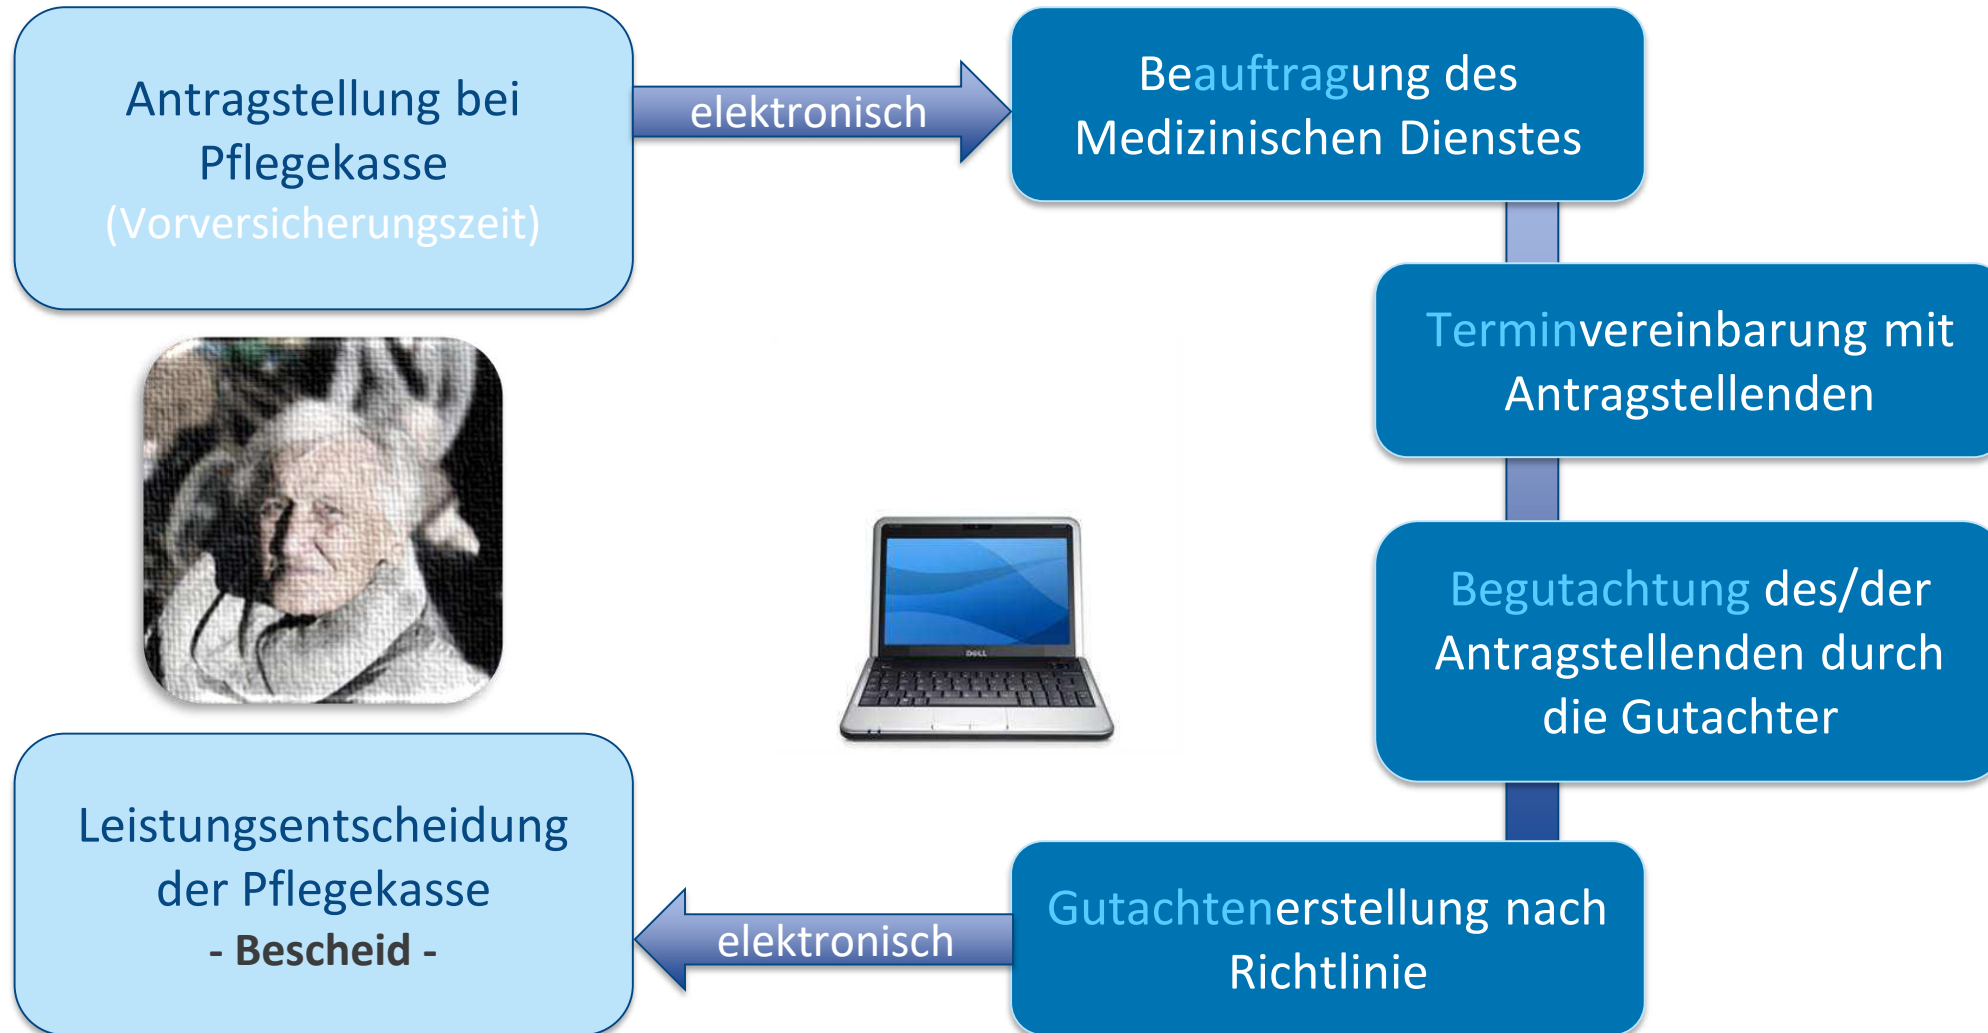 Antragstellung bei
Pflegekasse
(Vorversicherungszeit)
elektronisch
Beauftragung des
Medizinischen Dienstes
Terminvereinbarung mit
Antragstellenden
Begutachtung des/der
Antragstellenden durch
die Gutachter
Gutachtenerstellung nach
Richtlinie
elektronisch
Leistungsentscheidung
der Pflegekasse
- Bescheid -
DELL